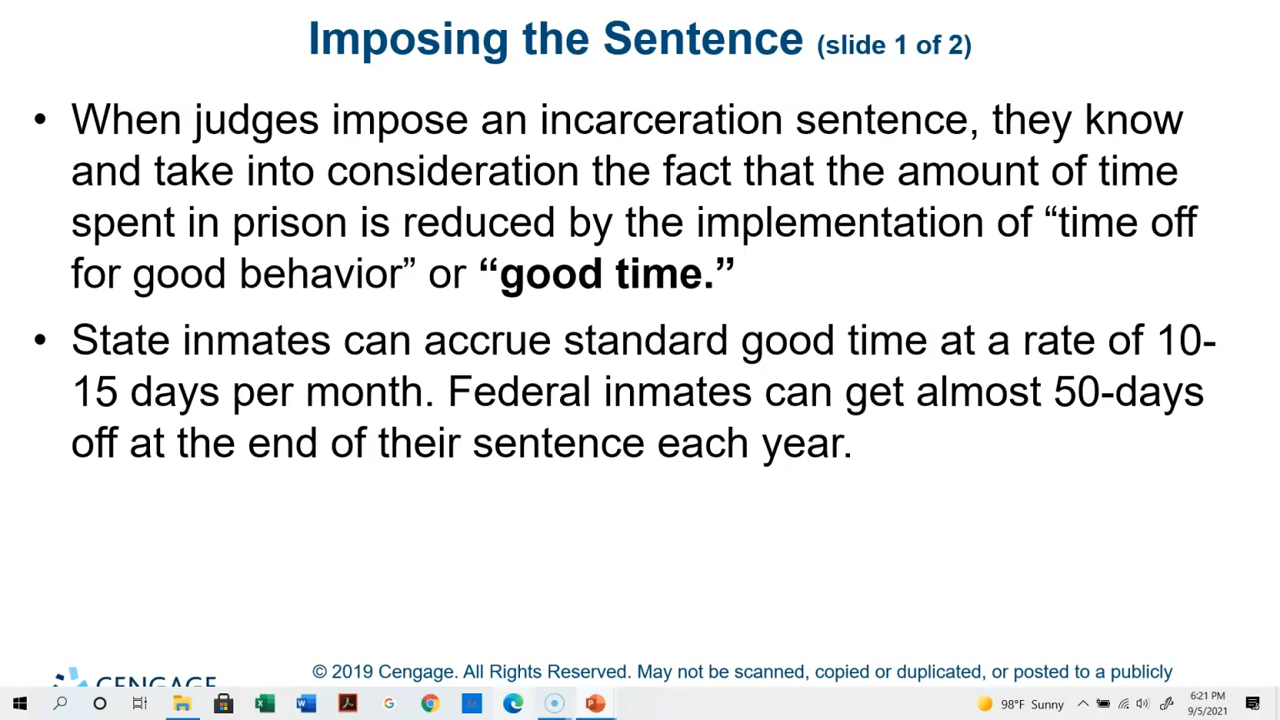 Imposing the Sentence (slide 1 of 2)
• When judges impose an incarceration sentence, they know
and take into consideration the fact that the amount of time
spent in prison is reduced by the implementation of “time off
for good behavior” or “good time.”
• State inmates can accrue standard good time at a rate of 10-
15 days per month. Federal inmates can get almost 50-days
off at the end of their sentence each year.
CENGAGE
© 2019 Cengage. All Rights Reserved. May not be scanned, copied or duplicated, or posted to a publicly
98°F Sunny
6:21 PM
9/5/2021